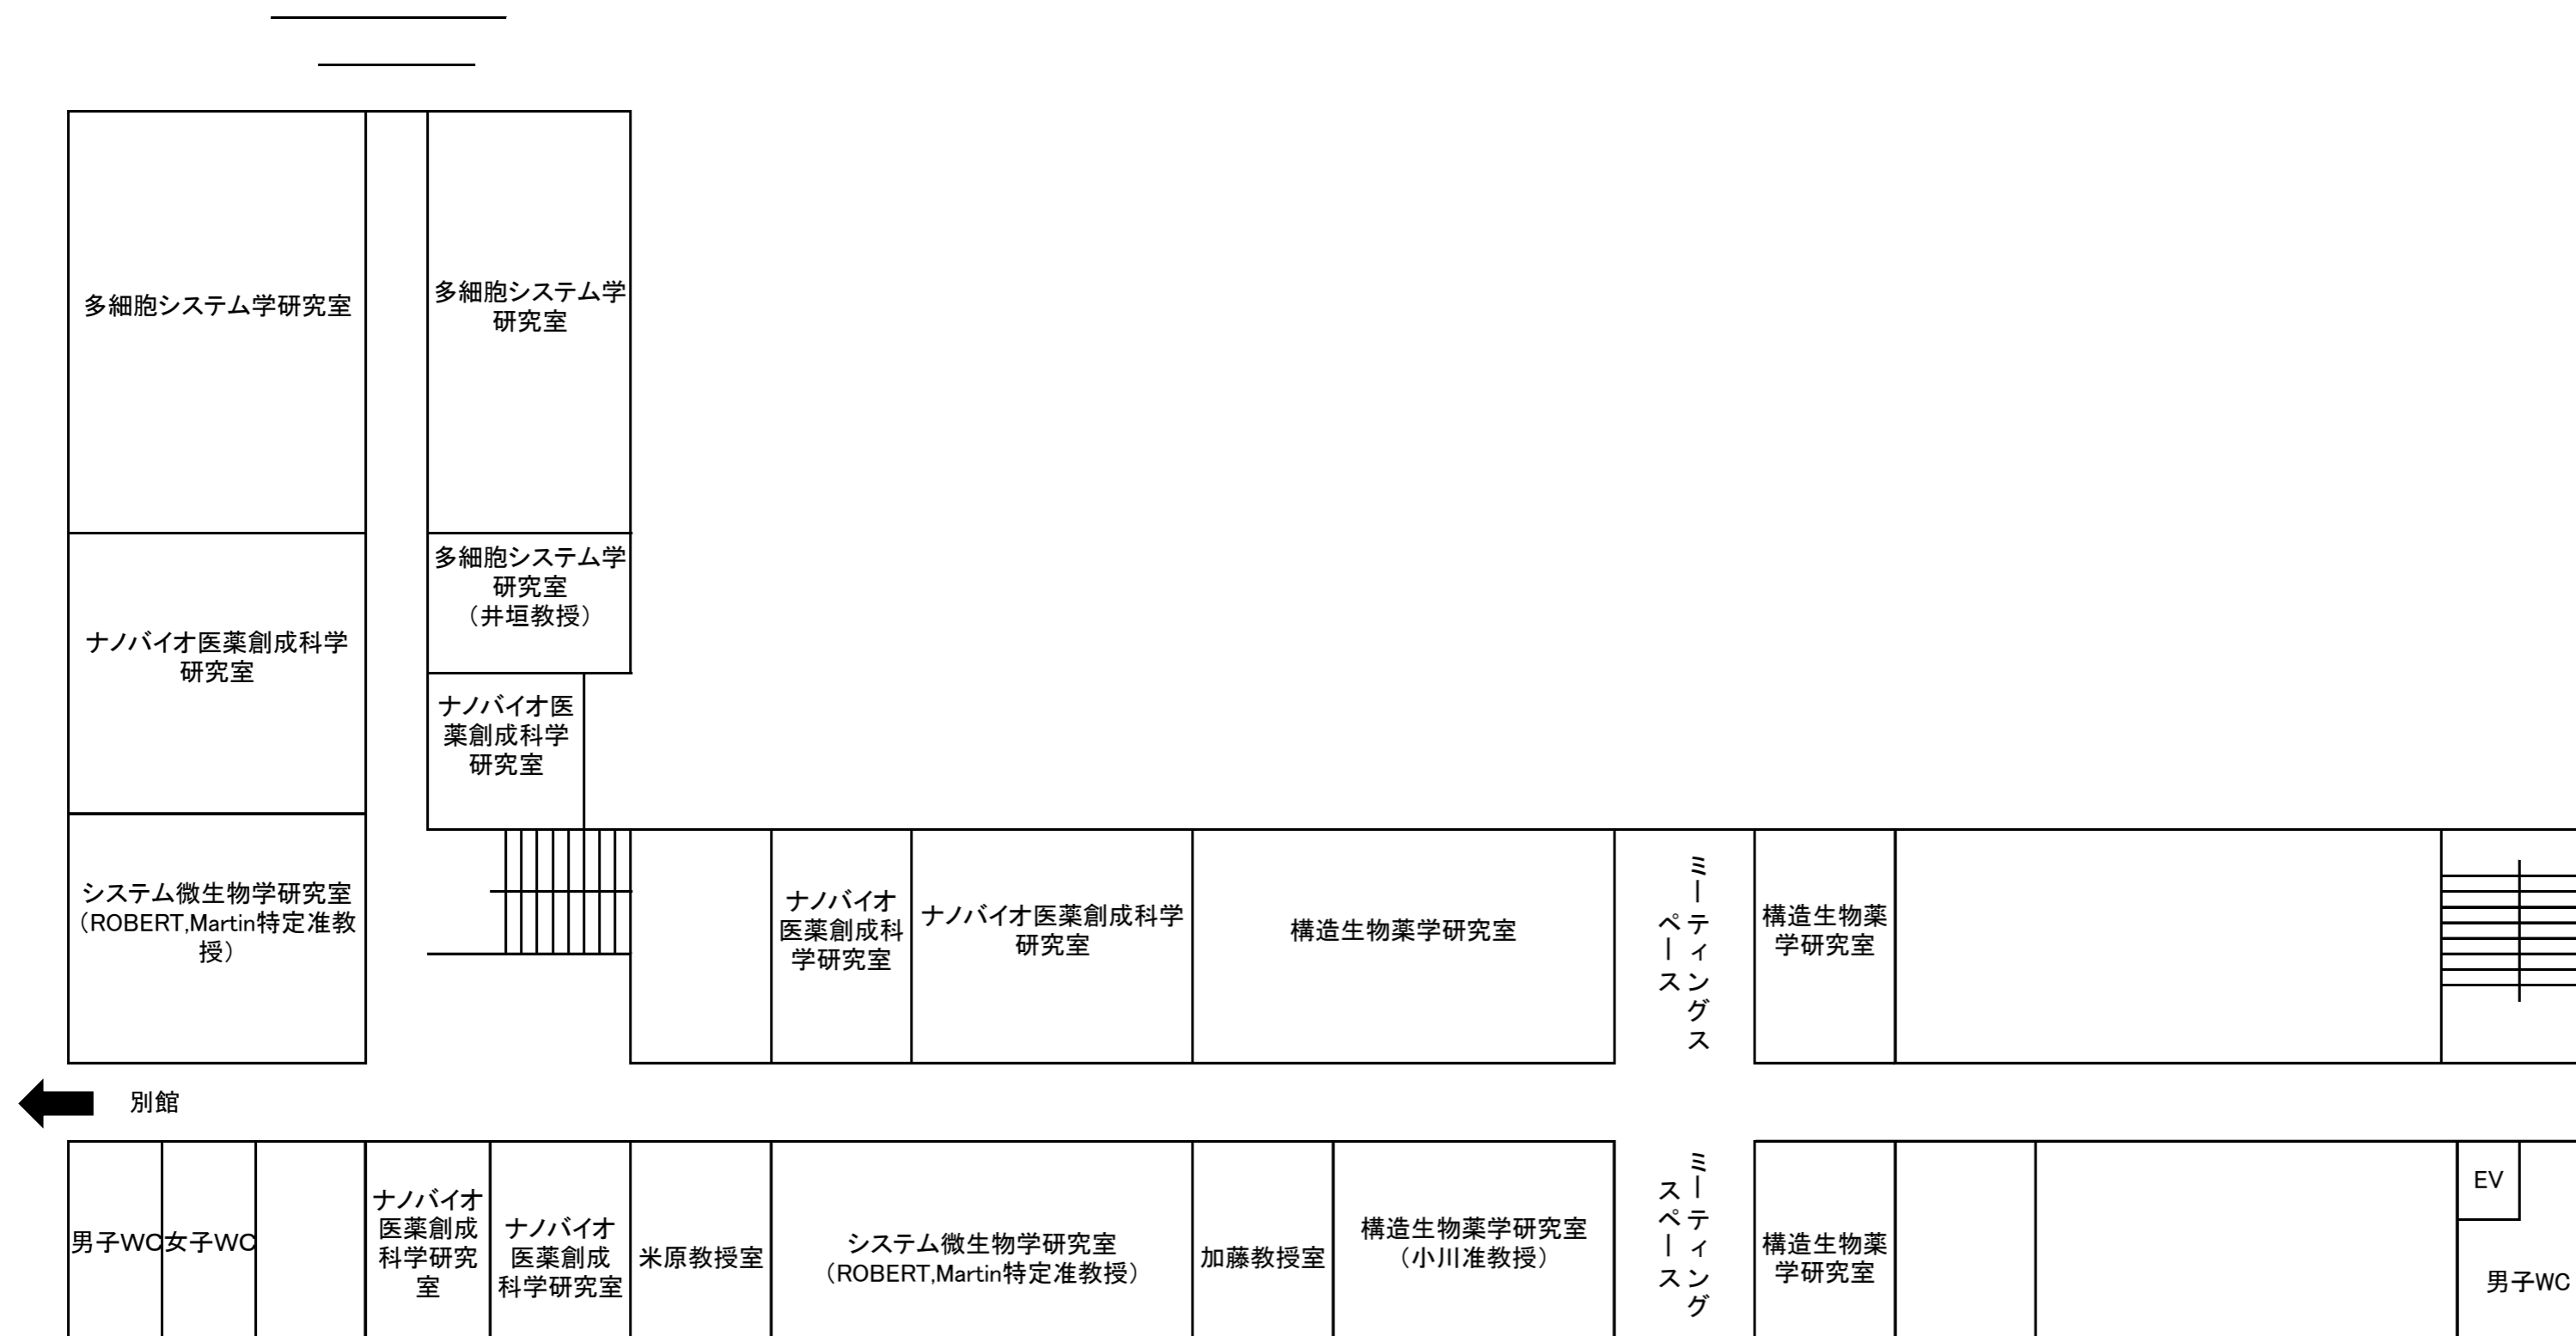 多細胞システム学研究室
多細胞システム学
研究室
多細胞システム学
研究室
（井垣教授）
ナノバイオ医薬創成科学
研究室
ナノバイオ医
薬創成科学
研究室
システム微生物学研究室
（ROBERT,Martin特定准教
授）
ナノバイオ
医薬創成科
学研究室
ナノバイオ医薬創成科学
研究室
構造生物薬学研究室
ミーティングス
ペース
構造生物薬
学研究室
別館
男子WC
女子WC
ナノバイオ
医薬創成
科学研究
室
ナノバイオ
医薬創成
科学研究室
米原教授室
システム微生物学研究室
（ROBERT,Martin特定准教授）
加藤教授室
構造生物薬学研究室
（小川准教授）
ミーティング
スペース
構造生物薬
学研究室
EV
男子WC